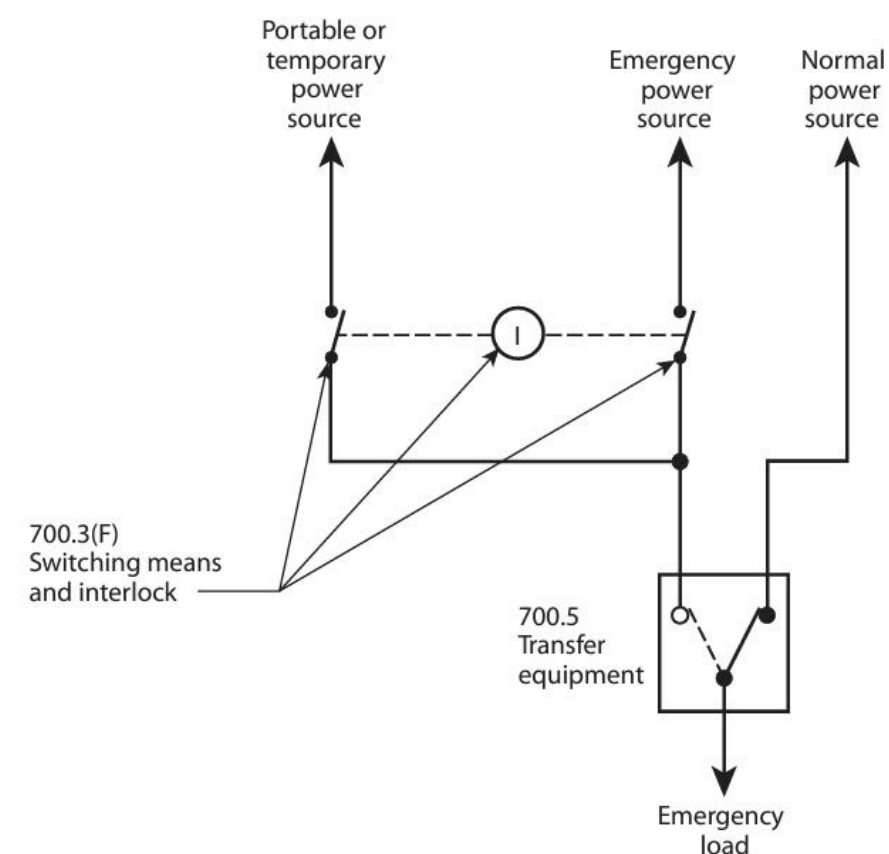 Portable or
temporary
power
source
Emergency
power
source
Normal
power
source
I
700.3(F)
Switching means
and interlock
700.5
Transfer
equipment
Emergency
load